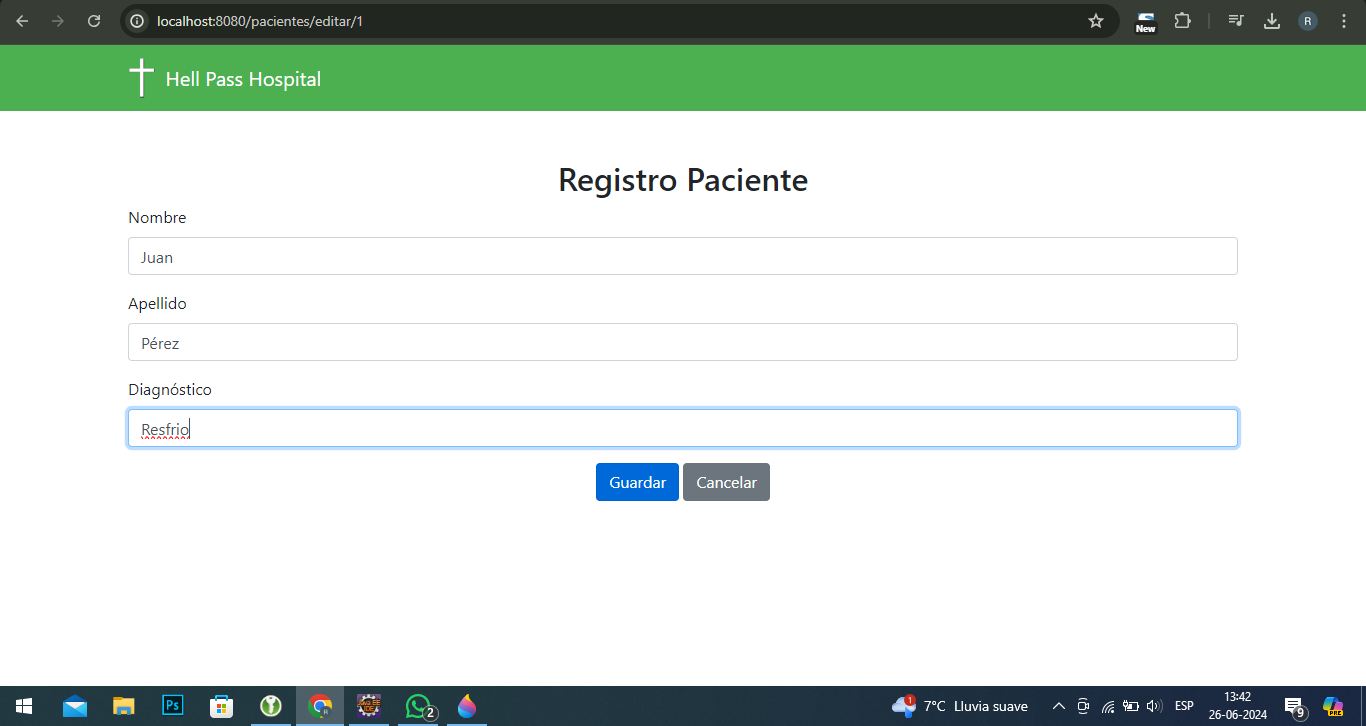 localhost:8080/pacientes/editar/1
New
R
Hell Pass Hospital
Registro Paciente
Nombre
Juan
Apellido
Pérez
Diagnóstico
Resfrio
Guardar Cancelar
Ps
2
1
7°C Lluvia suave
ESP
13:42
26-06-2024
9
PRE